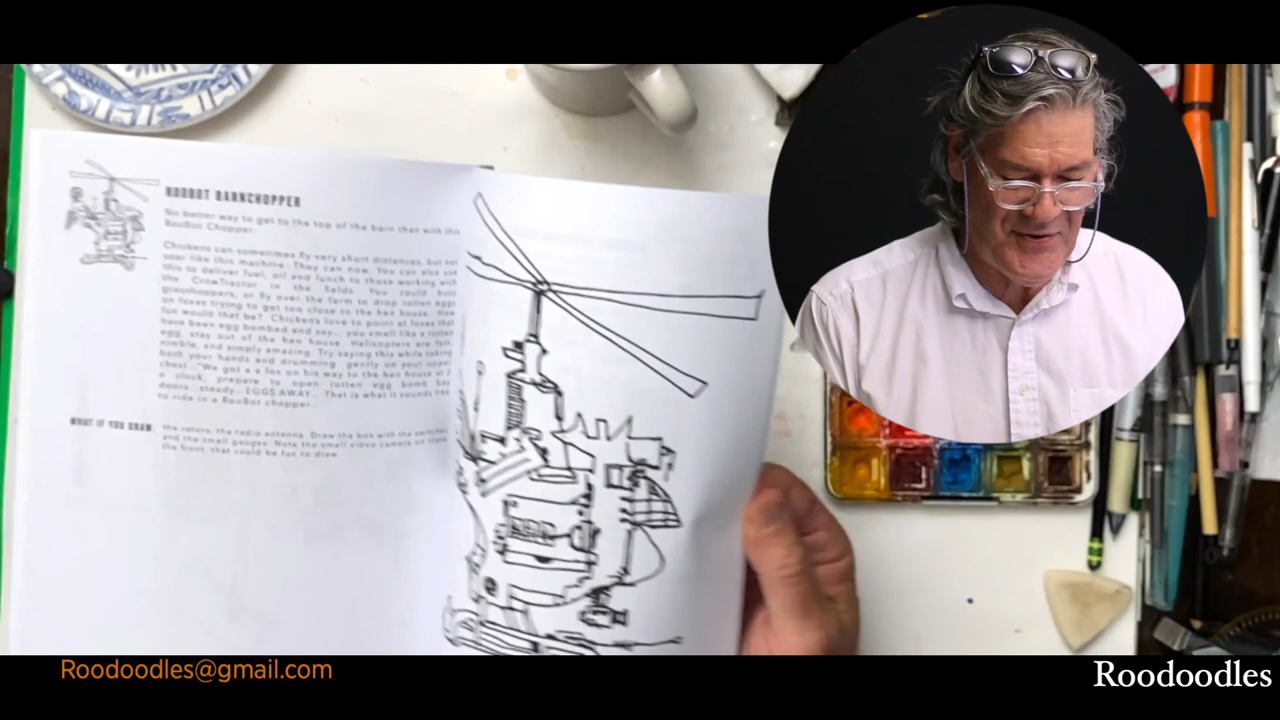 ROOBOT BARNCHOPPER
No better way to get to the top of the barn than with this
RooBot Chopper.
Chickens can sometimes fly very short distances, but not
soar like this machine. They can now. You can also use
this to deliver fuel, oil and lunch to those working with
the CrowTractor in the fields. You could
grasshoppers, or fly over the farm to drop rotten eggs
on foxes trying to get too close to the hen house. How
fun would that be? Chickens love to point at foxes that
have been egg bombed and say... you smell like a rotten
egg, stay out of the hen house. Helicopters are fast,
nimble, and simply amazing. Try saying this while taking
both your hands and drumming gently on your upper
chest..."We got a a fox on his way to the hen house at 2
o clock, prepare to open rotten egg bomb bay
doors...steady... EGGS AWAY... That is what it sounds like
to ride in a RooBot chopper.
WHAT IF YOU DRAW: the rotors, the radio antenna. Draw the box with the switches
and the small gauges. Note the small video camera on
the front, that could be fun to draw.
Roodoodles@gmail.com
Roodoodles